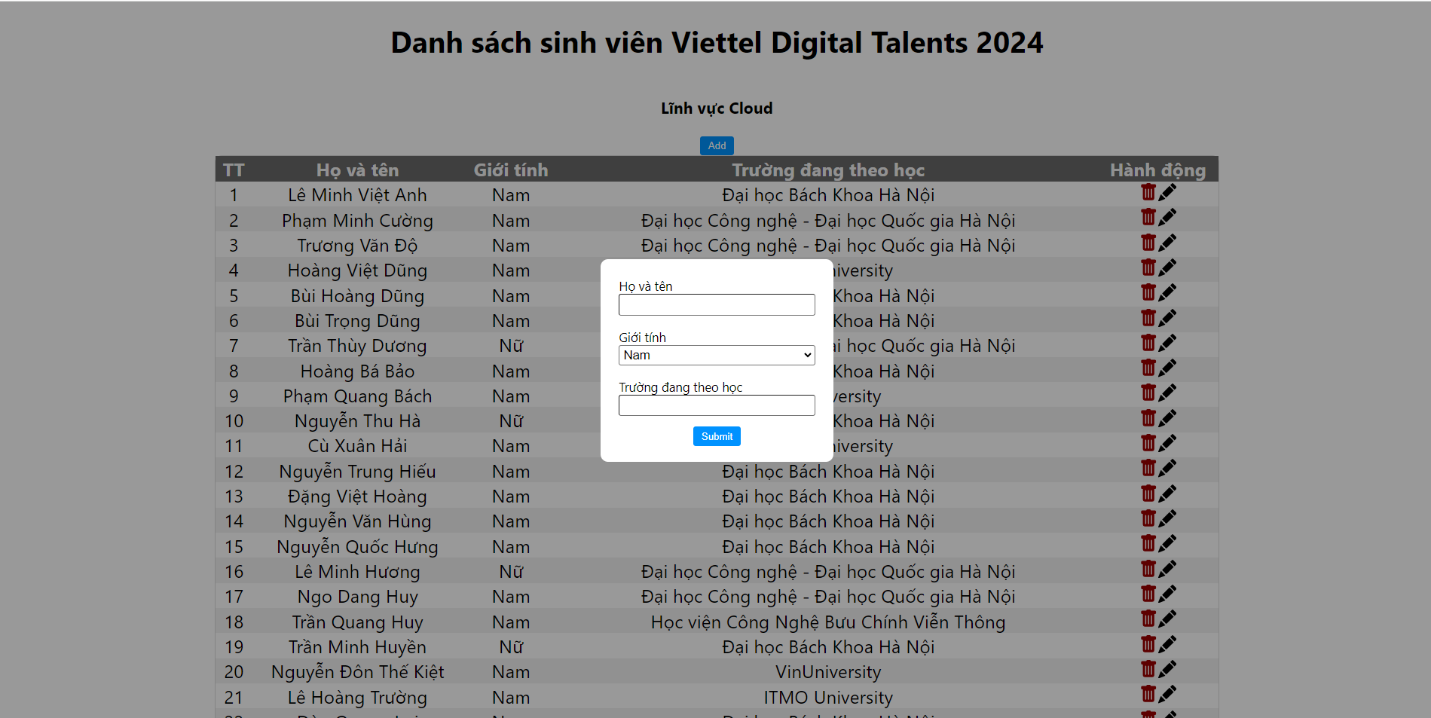 Danh sách sinh viên Viettel Digital Talents 2024
Lĩnh vực Cloud
Add
TT Họ và tên Giới tính Trường đang theo học Hành động
1 Lê Minh Việt Anh Nam Đại học Bách Khoa Hà Nội
2 Phạm Minh Cường Nam Đại học Công nghệ - Đại học Quốc gia Hà Nội
3 Trương Văn Độ Nam Đại học Công nghệ - Đại học Quốc gia Hà Nội
4 Hoàng Việt Dũng Nam
5 Bùi Hoàng Dũng Nam Khoa Hà Nội
6 Bùi Trọng Dũng Nam Khoa Hà Nội
7 Trần Thùy Dương Nữ học Quốc gia Hà Nội
8 Hoàng Bá Bảo Nam Khoa Hà Nội
9 Phạm Quang Bách Nam
10 Nguyễn Thu Hà Nữ Khoa Hà Nội
11 Cù Xuân Hải Nam
12 Nguyễn Trung Hiếu Nam Đại học Bách Khoa Hà Nội
13 Đặng Việt Hoàng Nam Đại học Bách Khoa Hà Nội
14 Nguyễn Văn Hùng Nam Đại học Bách Khoa Hà Nội
15 Nguyễn Quốc Hưng Nam Đại học Bách Khoa Hà Nội
16 Lê Minh Hương Nữ Đại học Công nghệ - Đại học Quốc gia Hà Nội
17 Ngo Dang Huy Nam Đại học Công nghệ - Đại học Quốc gia Hà Nội
18 Trần Quang Huy Nam Học viện Công Nghệ Bưu Chính Viễn Thông
19 Trần Minh Huyền Nữ Đại học Bách Khoa Hà Nội
20 Nguyễn Đôn Thế Kiệt Nam VinUniversity
21 Lê Hoàng Trường Nam ITMO University
Họ và tên
Giới tính
Nam
Trường đang theo học
Submit